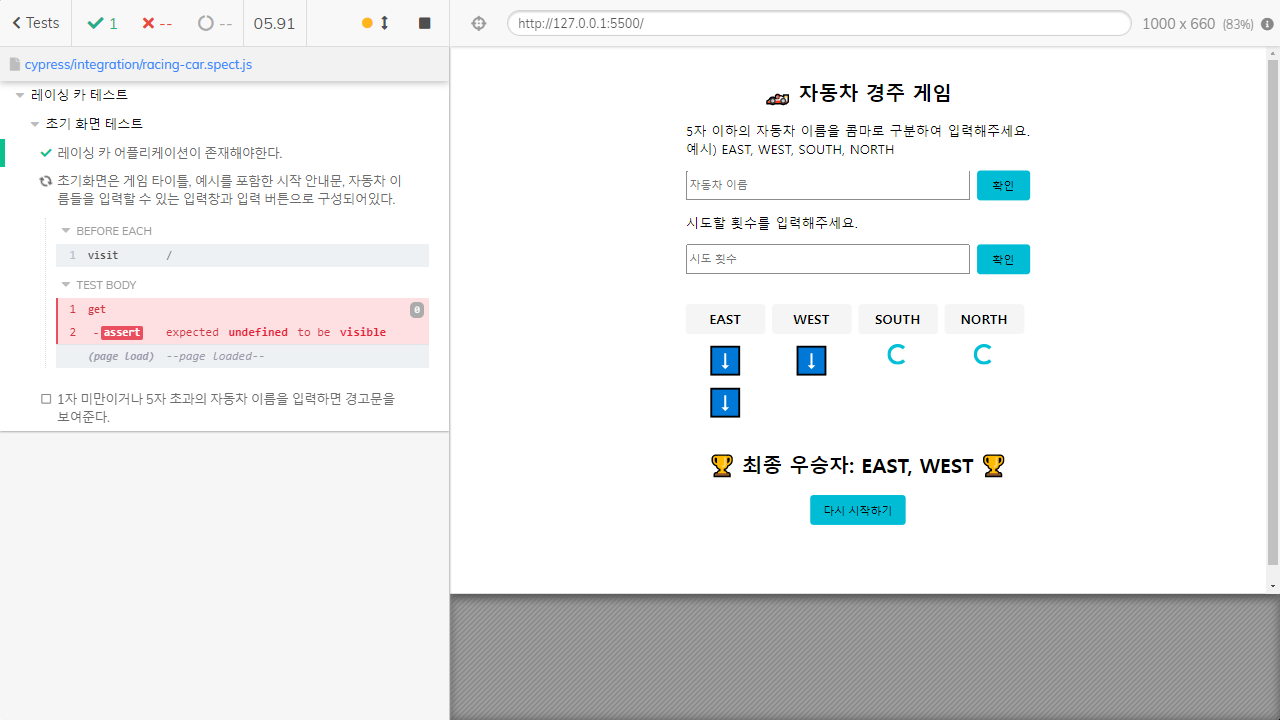 Tests
1
--
--
05.91
http://127.0.0.1:5500/
1000 x 660 (83%)
cypress/integration/racing-car.spect.js
레이싱 카 테스트
초기 화면 테스트
레이싱 카 어플리케이션이 존재해야한다.
초기화면은 게임 타이틀, 예시를 포함한 시작 안내문, 자동차 이
름들을 입력할 수 있는 입력창과 입력 버튼으로 구성되어있다.
BEFORE EACH
1 visit /
TEST BODY
1 get 0
2 -assert expected undefined to be visible
(page load) --page loaded--
1자 미만이거나 5자 초과의 자동차 이름을 입력하면 경고문을
보여준다.
자동차 경주 게임
5자 이하의 자동차 이름을 콤마로 구분하여 입력해주세요.
예시) EAST, WEST, SOUTH, NORTH
자동차 이름 확인
시도할 횟수를 입력해주세요.
시도 횟수 확인
EAST WEST SOUTH NORTH
최종 우승자: EAST, WEST
다시 시작하기